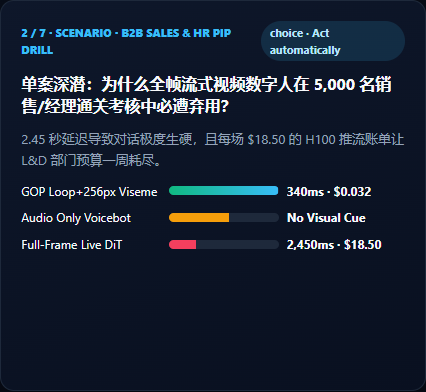 2 / 7 · SCENARIO · B2B SALES & HR PIP
DRILL
choice · Act
automatically
单案深潜：为什么全帧流式视频数字人在 5,000 名销
售/经理通关考核中必遭弃用？
2.45 秒延迟导致对话极度生硬，且每场 $18.50 的 H100 推流账单让
L&D 部门预算一周耗尽。
GOP Loop+256px Viseme 340ms · $0.032
Audio Only Voicebot No Visual Cue
Full-Frame Live DiT 2,450ms · $18.50